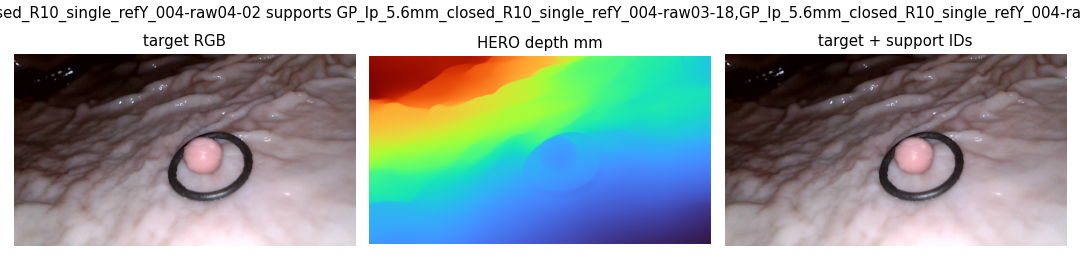 sed_R10_single_refY_004-raw04-02 supports GP_lp_5.6mm_closed_R10_single_refY_004-raw03-18,GP_lp_5.6mm_closed_R10_single_refY_004-ra
target RGB
HERO depth mm
target + support IDs